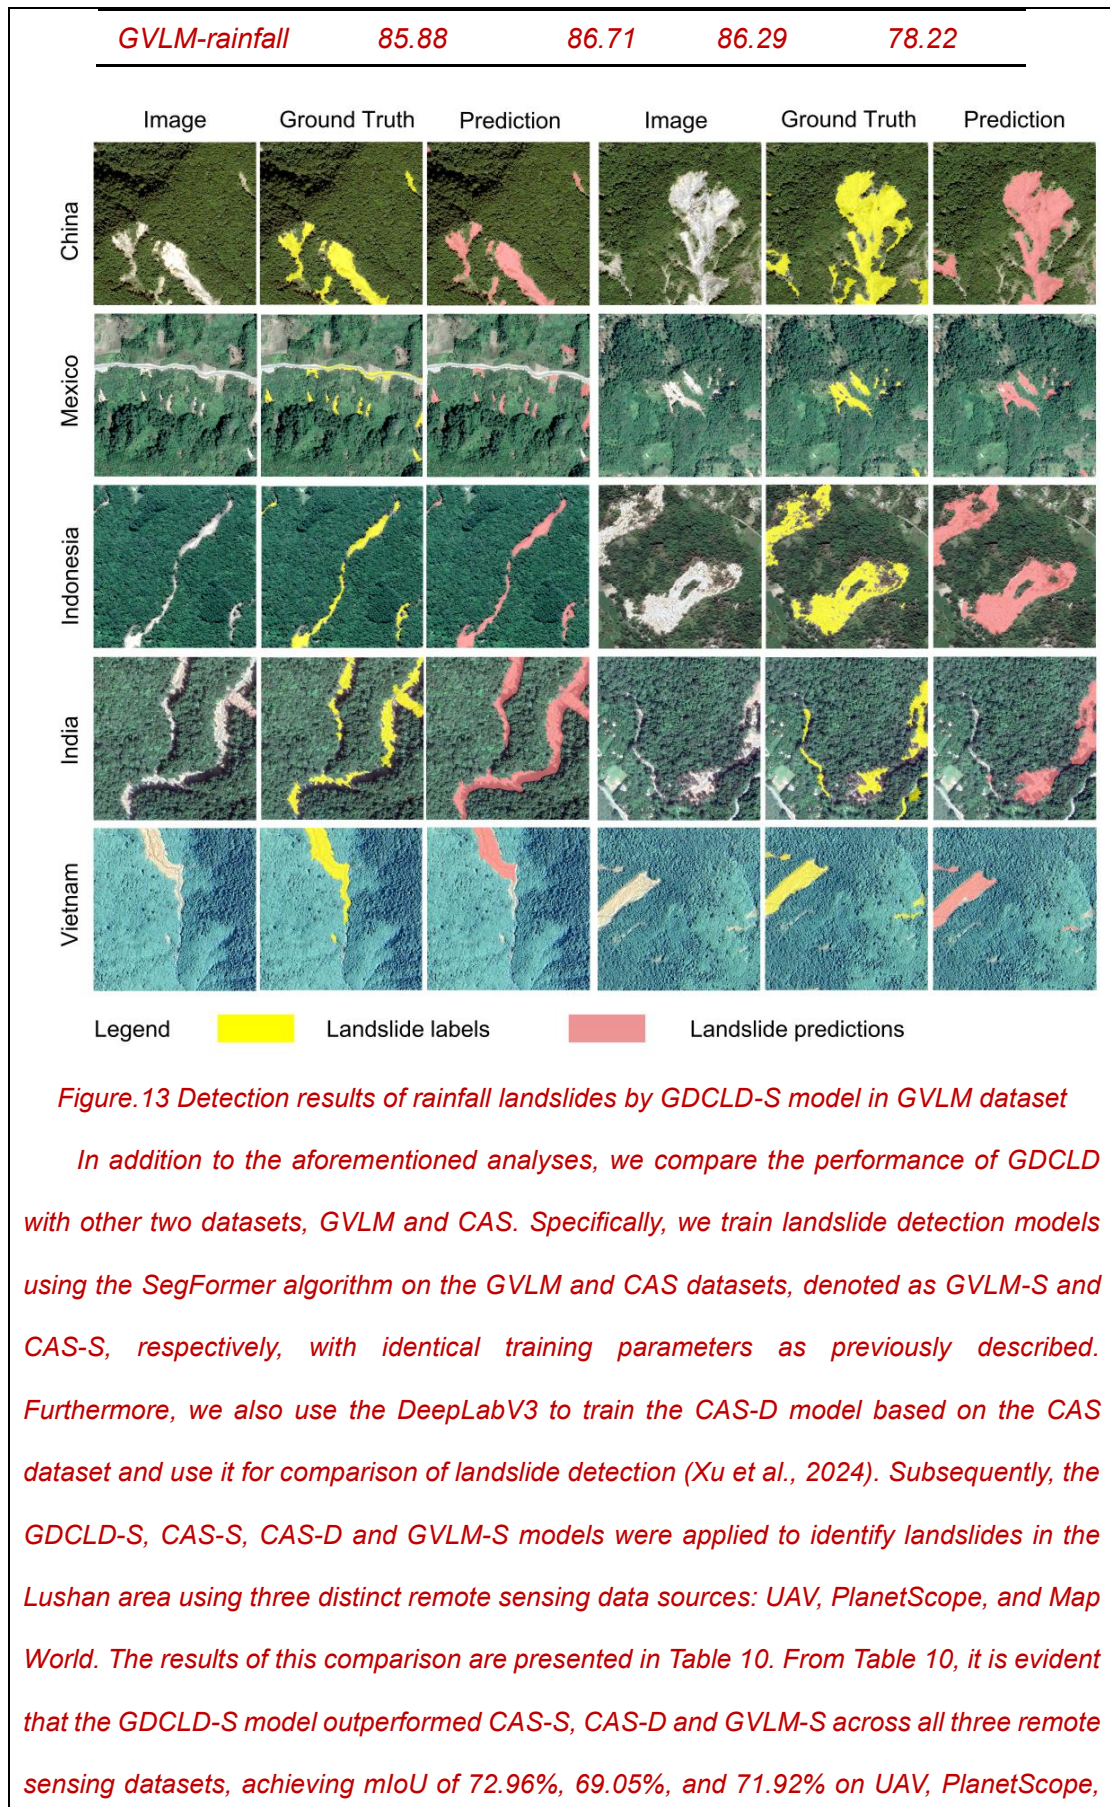 GVLM-rainfall 85.88 86.71 86.29 78.22
Image Ground Truth Prediction Image Ground Truth Prediction
China
Mexico
Indonesia
India
Vietnam
Legend Landslide labels Landslide predictions
Figure.13 Detection results of rainfall landslides by GDCLD-S model in GVLM dataset
In addition to the aforementioned analyses, we compare the performance of GDCLD
with other two datasets, GVLM and CAS. Specifically, we train landslide detection models
using the SegFormer algorithm on the GVLM and CAS datasets, denoted as GVLM-S and
CAS-S, respectively, with identical training parameters as previously described.
Furthermore, we also use the DeepLabV3 to train the CAS-D model based on the CAS
dataset and use it for comparison of landslide detection (Xu et al., 2024). Subsequently, the
GDCLD-S, CAS-S, CAS-D and GVLM-S models were applied to identify landslides in the
Lushan area using three distinct remote sensing data sources: UAV, PlanetScope, and Map
World. The results of this comparison are presented in Table 10. From Table 10, it is evident
that the GDCLD-S model outperformed CAS-S, CAS-D and GVLM-S across all three remote
sensing datasets, achieving mIoU of 72.96%, 69.05%, and 71.92% on UAV, PlanetScope,